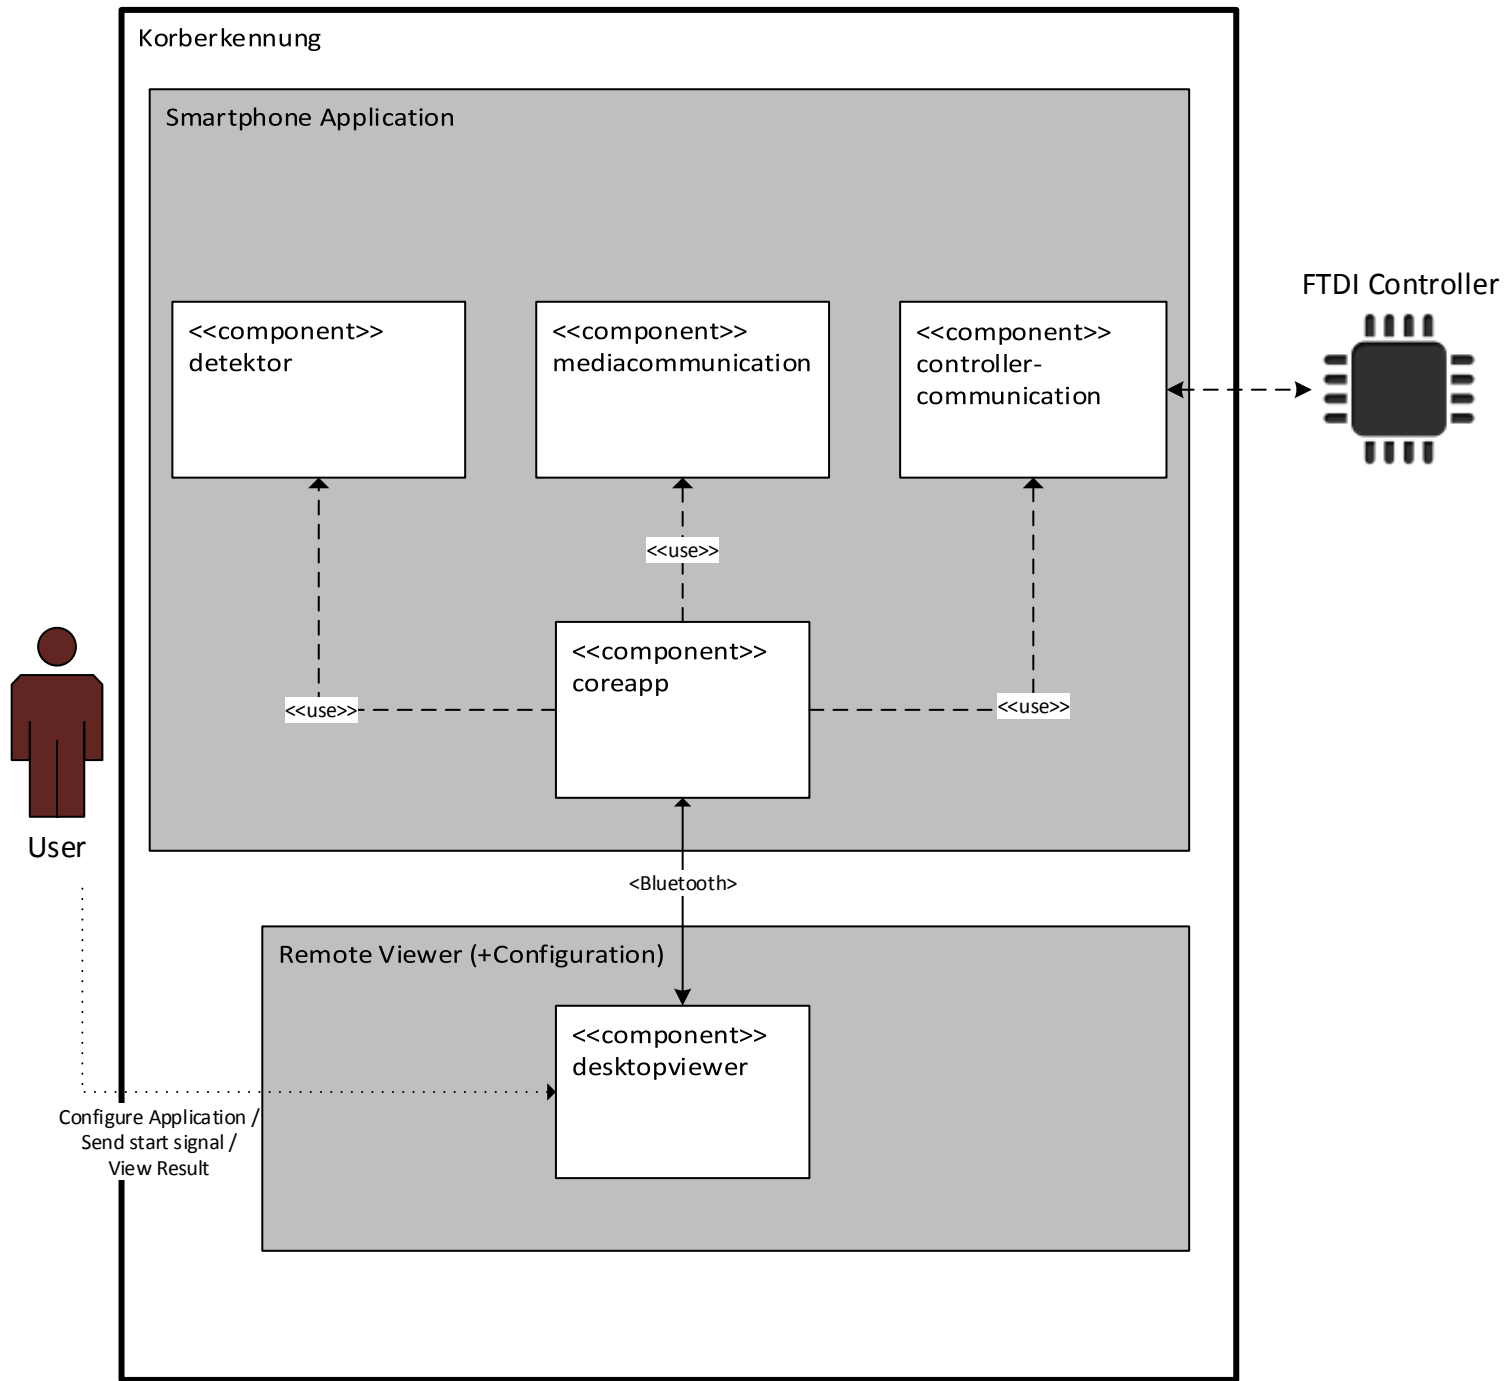 Korberkennung
Smartphone Application
FTDI Controller
<<component>>
detektor
<<component>>
mediacommunication
<<component>>
controller-
communication
<<use>>
<<component>>
coreapp
<<use>>
<<use>>
User
<Bluetooth>
Remote Viewer (+Configuration)
<<component>>
desktopviewer
Configure Application /
Send start signal /
View Result